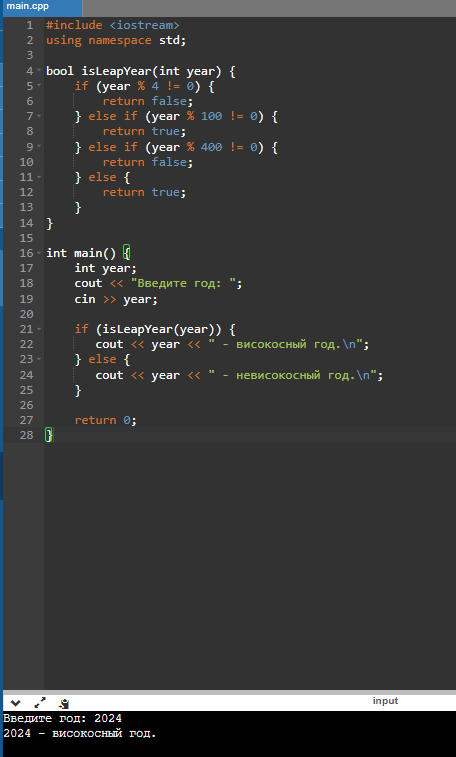 main.cpp
1 #include <iostream>
2 using namespace std;
3
4 bool isLeapYear(int year) {
5     if (year % 4 != 0) {
6         return false;
7     } else if (year % 100 != 0) {
8         return true;
9     } else if (year % 400 != 0) {
10         return false;
11     } else {
12         return true;
13     }
14 }
15
16 int main() {
17     int year;
18     cout << "Введите год: ";
19     cin >> year;
20
21     if (isLeapYear(year)) {
22        cout << year << " - високосный год.\n";
23     } else {
24        cout << year << " - невисокосный год.\n";
25     }
26
27     return 0;
28 }
input
Введите год: 2024
2024 - високосный год.